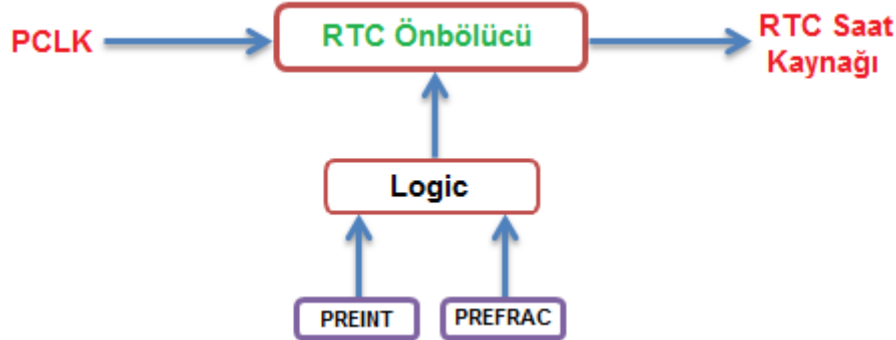 PCLK
RTC Önbölücü
RTC Saat
Kaynağı
Logic
PREINT
PREFRAC